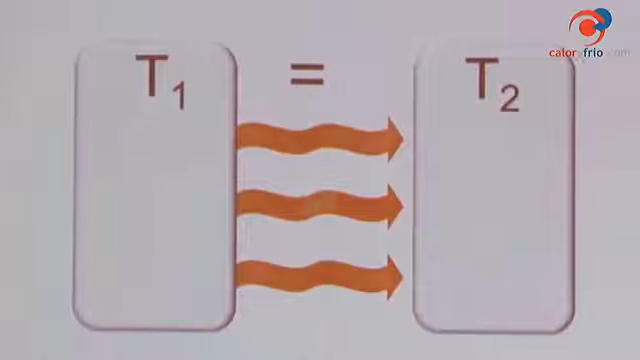 calor frio.com
T₁ = T₂